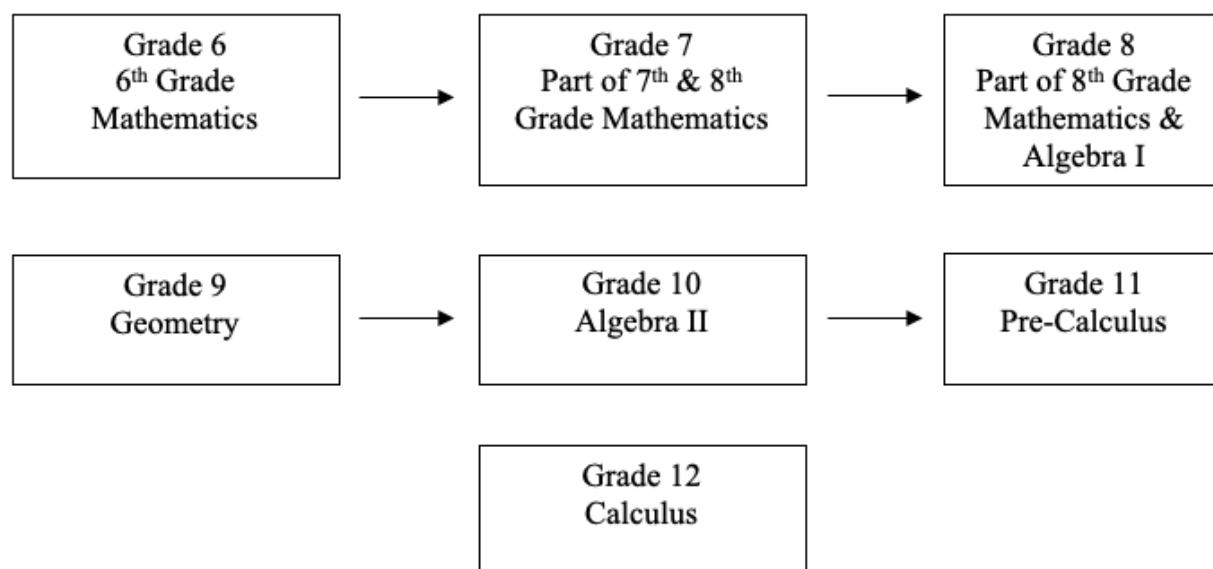 Grade 6
6th Grade
Mathematics
Grade 7
Part of 7th & 8th
Grade Mathematics
Grade 8
Part of 8th Grade
Mathematics &
Algebra I
Grade 9
Geometry
Grade 10
Algebra II
Grade 11
Pre-Calculus
Grade 12
Calculus